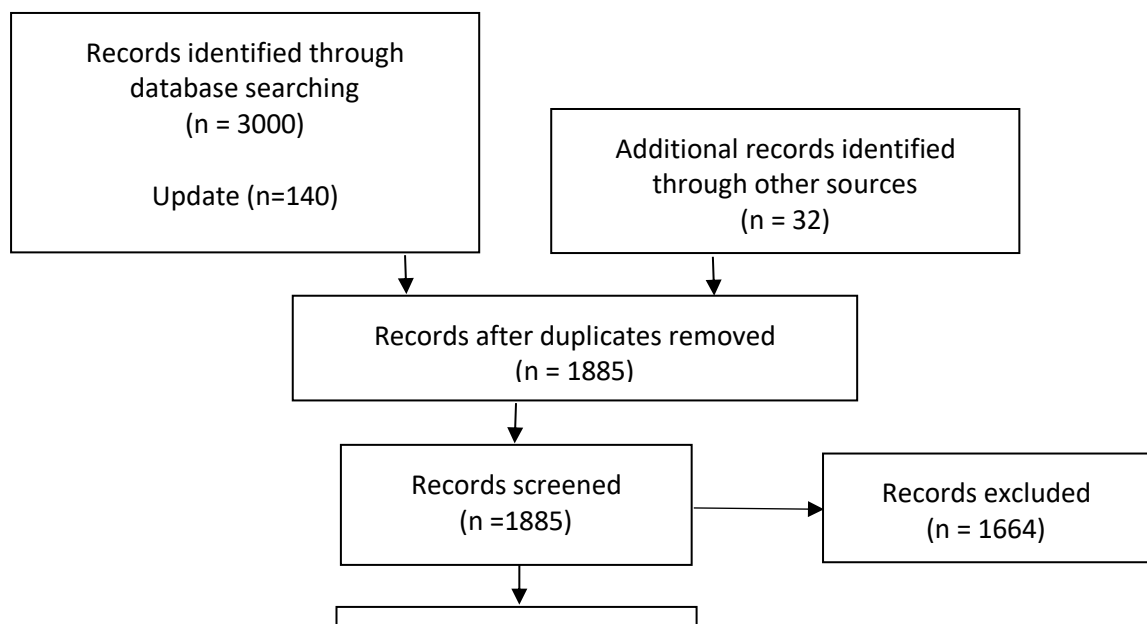 Records identified through
database searching
(n = 3000)
Update (n=140)
Additional records identified
through other sources
(n = 32)
Records after duplicates removed
(n = 1885)
Records screened
(n =1885)
Records excluded
(n = 1664)